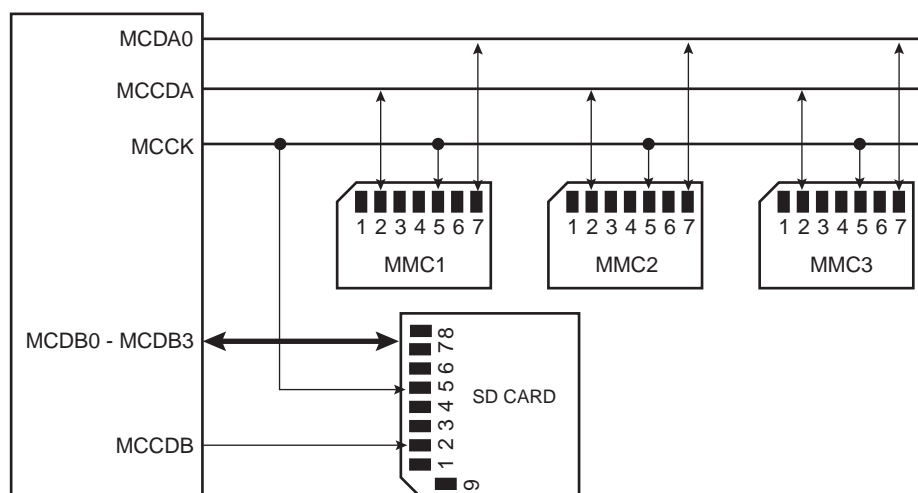 MCDA0
MCCDA
MCCK
1 2 3 4 5 6 7
1 2 3 4 5 6 7
1 2 3 4 5 6 7
MMC1
MMC2
MMC3
MCDB0 - MCDB3
1 2 3 4 5 6 7 8
SD CARD
MCCDB
9